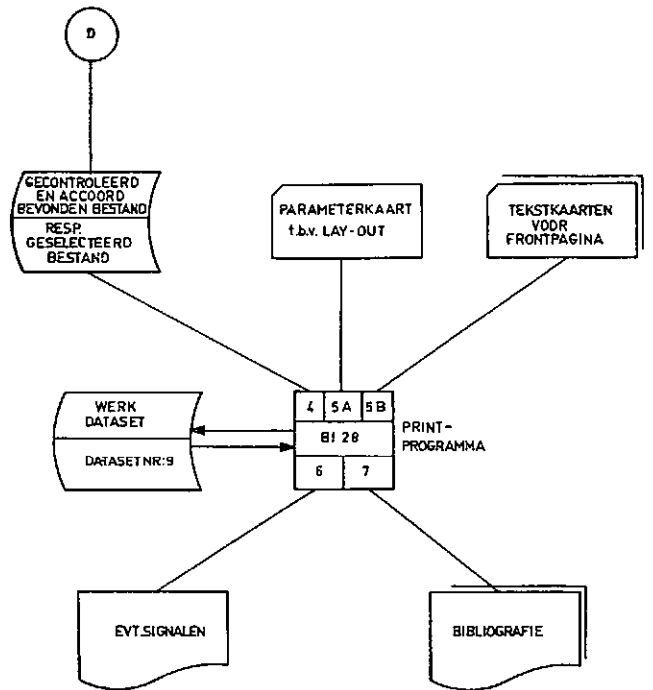 D
GECONTROLEERD
EN ACCOORD
BEVONDEN BESTAND
RESP.
GESELECTEERD
BESTAND
PARAMETERKAART
t.b.v. LAY-OUT
TEKSTKAARTEN
VOOR
FRONTPAGINA
WERK
DATASET
DATASETNR:9
4 5A 5B
BI 28
6 7
PRINT-
PROGRAMMA
EVT.SIGNALEN
BIBLIOGRAFIE